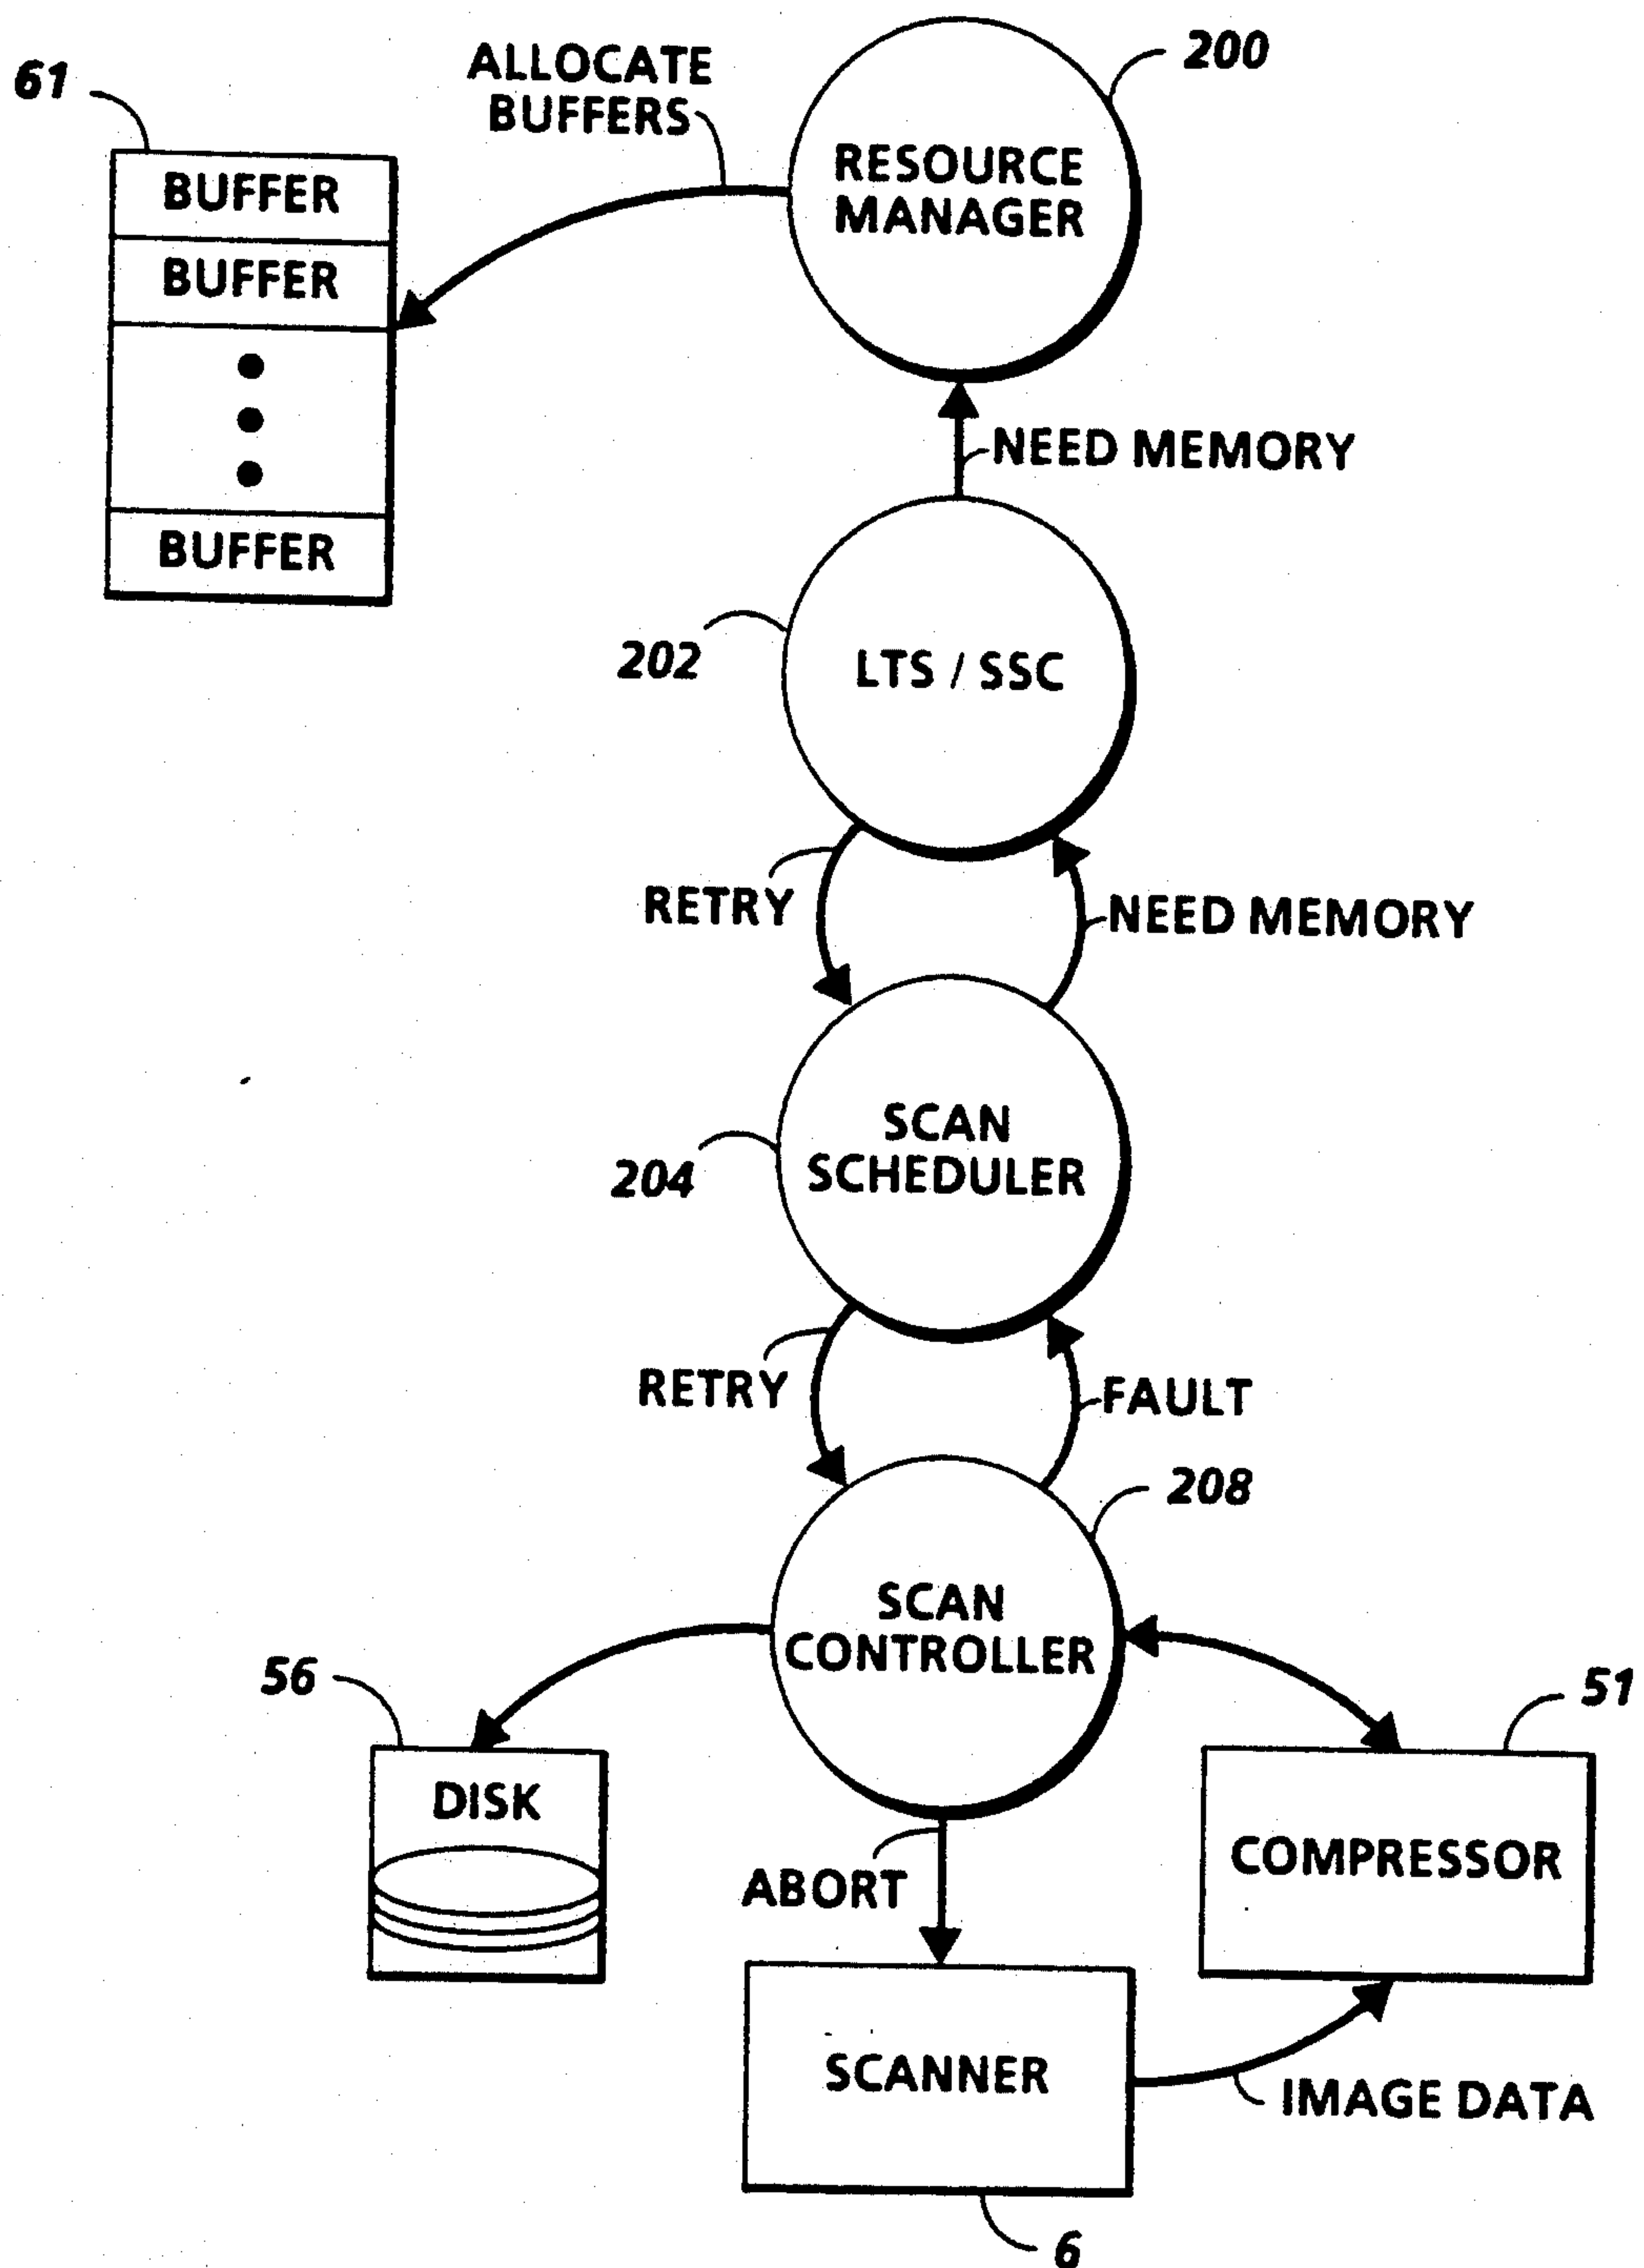 200
ALLOCATE
BUFFERS
61
RESOURCE
MANAGER
BUFFER
BUFFER
BUFFER
NEED MEMORY
202
LTS / SSC
RETRY
NEED MEMORY
SCAN
SCHEDULER
204
RETRY
FAULT
208
SCAN
CONTROLLER
56
51
DISK
COMPRESSOR
ABORT
SCANNER
IMAGE DATA
6